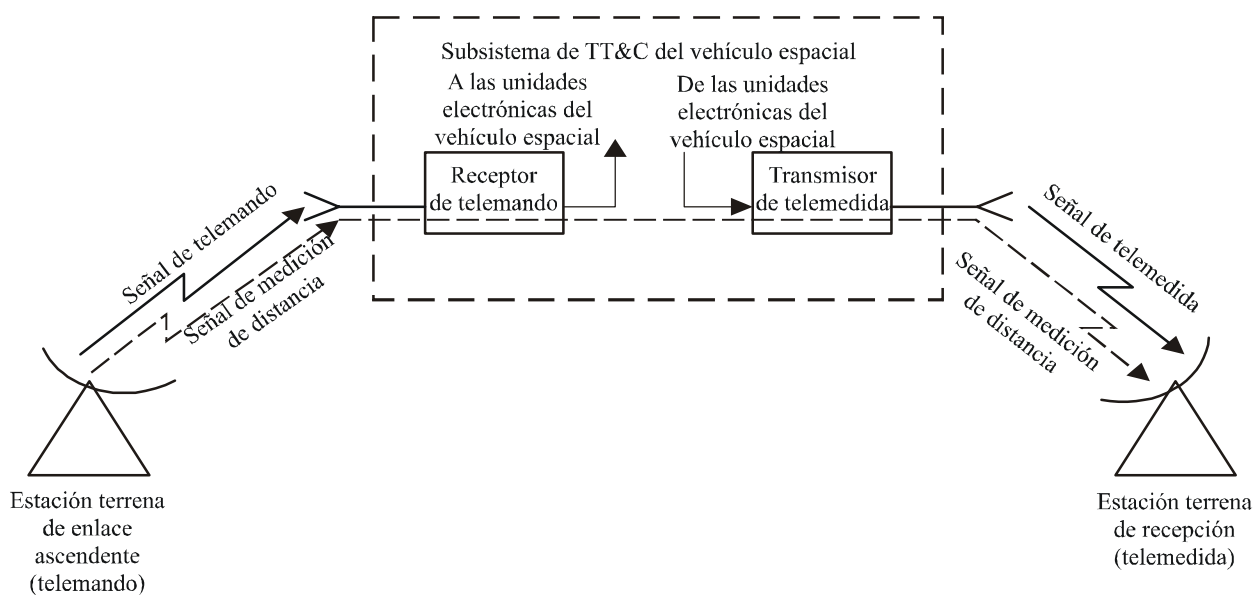 Subsistema de TT&C del vehículo espacial
A las unidades
electrónicas del
vehículo espacial
De las unidades
electrónicas del
vehículo espacial
Receptor
de telemando
Transmisor
de telemedida
Señal de telemando
Señal de medición
de distancia
Señal de telemedida
Señal de medición
de distancia
Estación terrena
de enlace
ascendente
(telemando)
Estación terrena
de recepción
(telemedida)